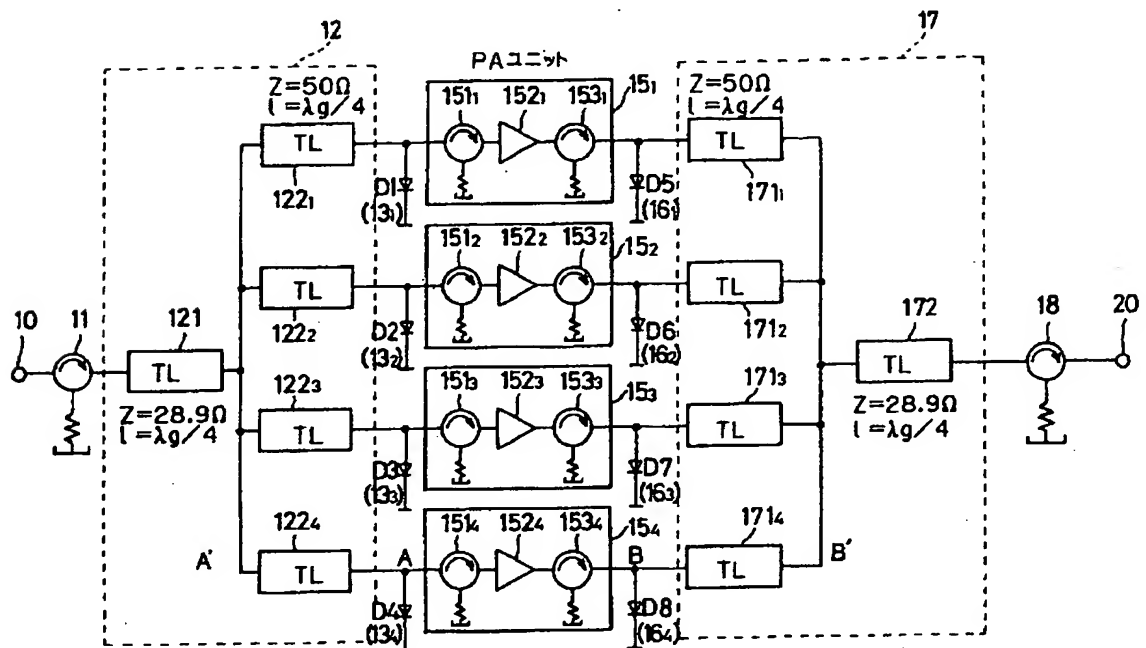 12
17
PAユニット
Z=50Ω
l=λg/4
151₁
152₁
153₁
15₁
Z=50Ω
l=λg/4
TL
122₁
D1
(13₁)
D5
(16₁)
TL
171₁
151₂
152₂
153₂
15₂
10
11
121
TL
Z=28.9Ω
l=λg/4
TL
122₂
D2
(13₂)
D6
(16₂)
TL
171₂
172
TL
Z=28.9Ω
l=λg/4
18
20
122₃
TL
151₃
152₃
153₃
15₃
D3
(13₃)
D7
(16₃)
171₃
TL
122₄
TL
151₄
152₄
153₄
15₄
171₄
TL
A'
A
B
B'
D4
(13₄)
D8
(16₄)